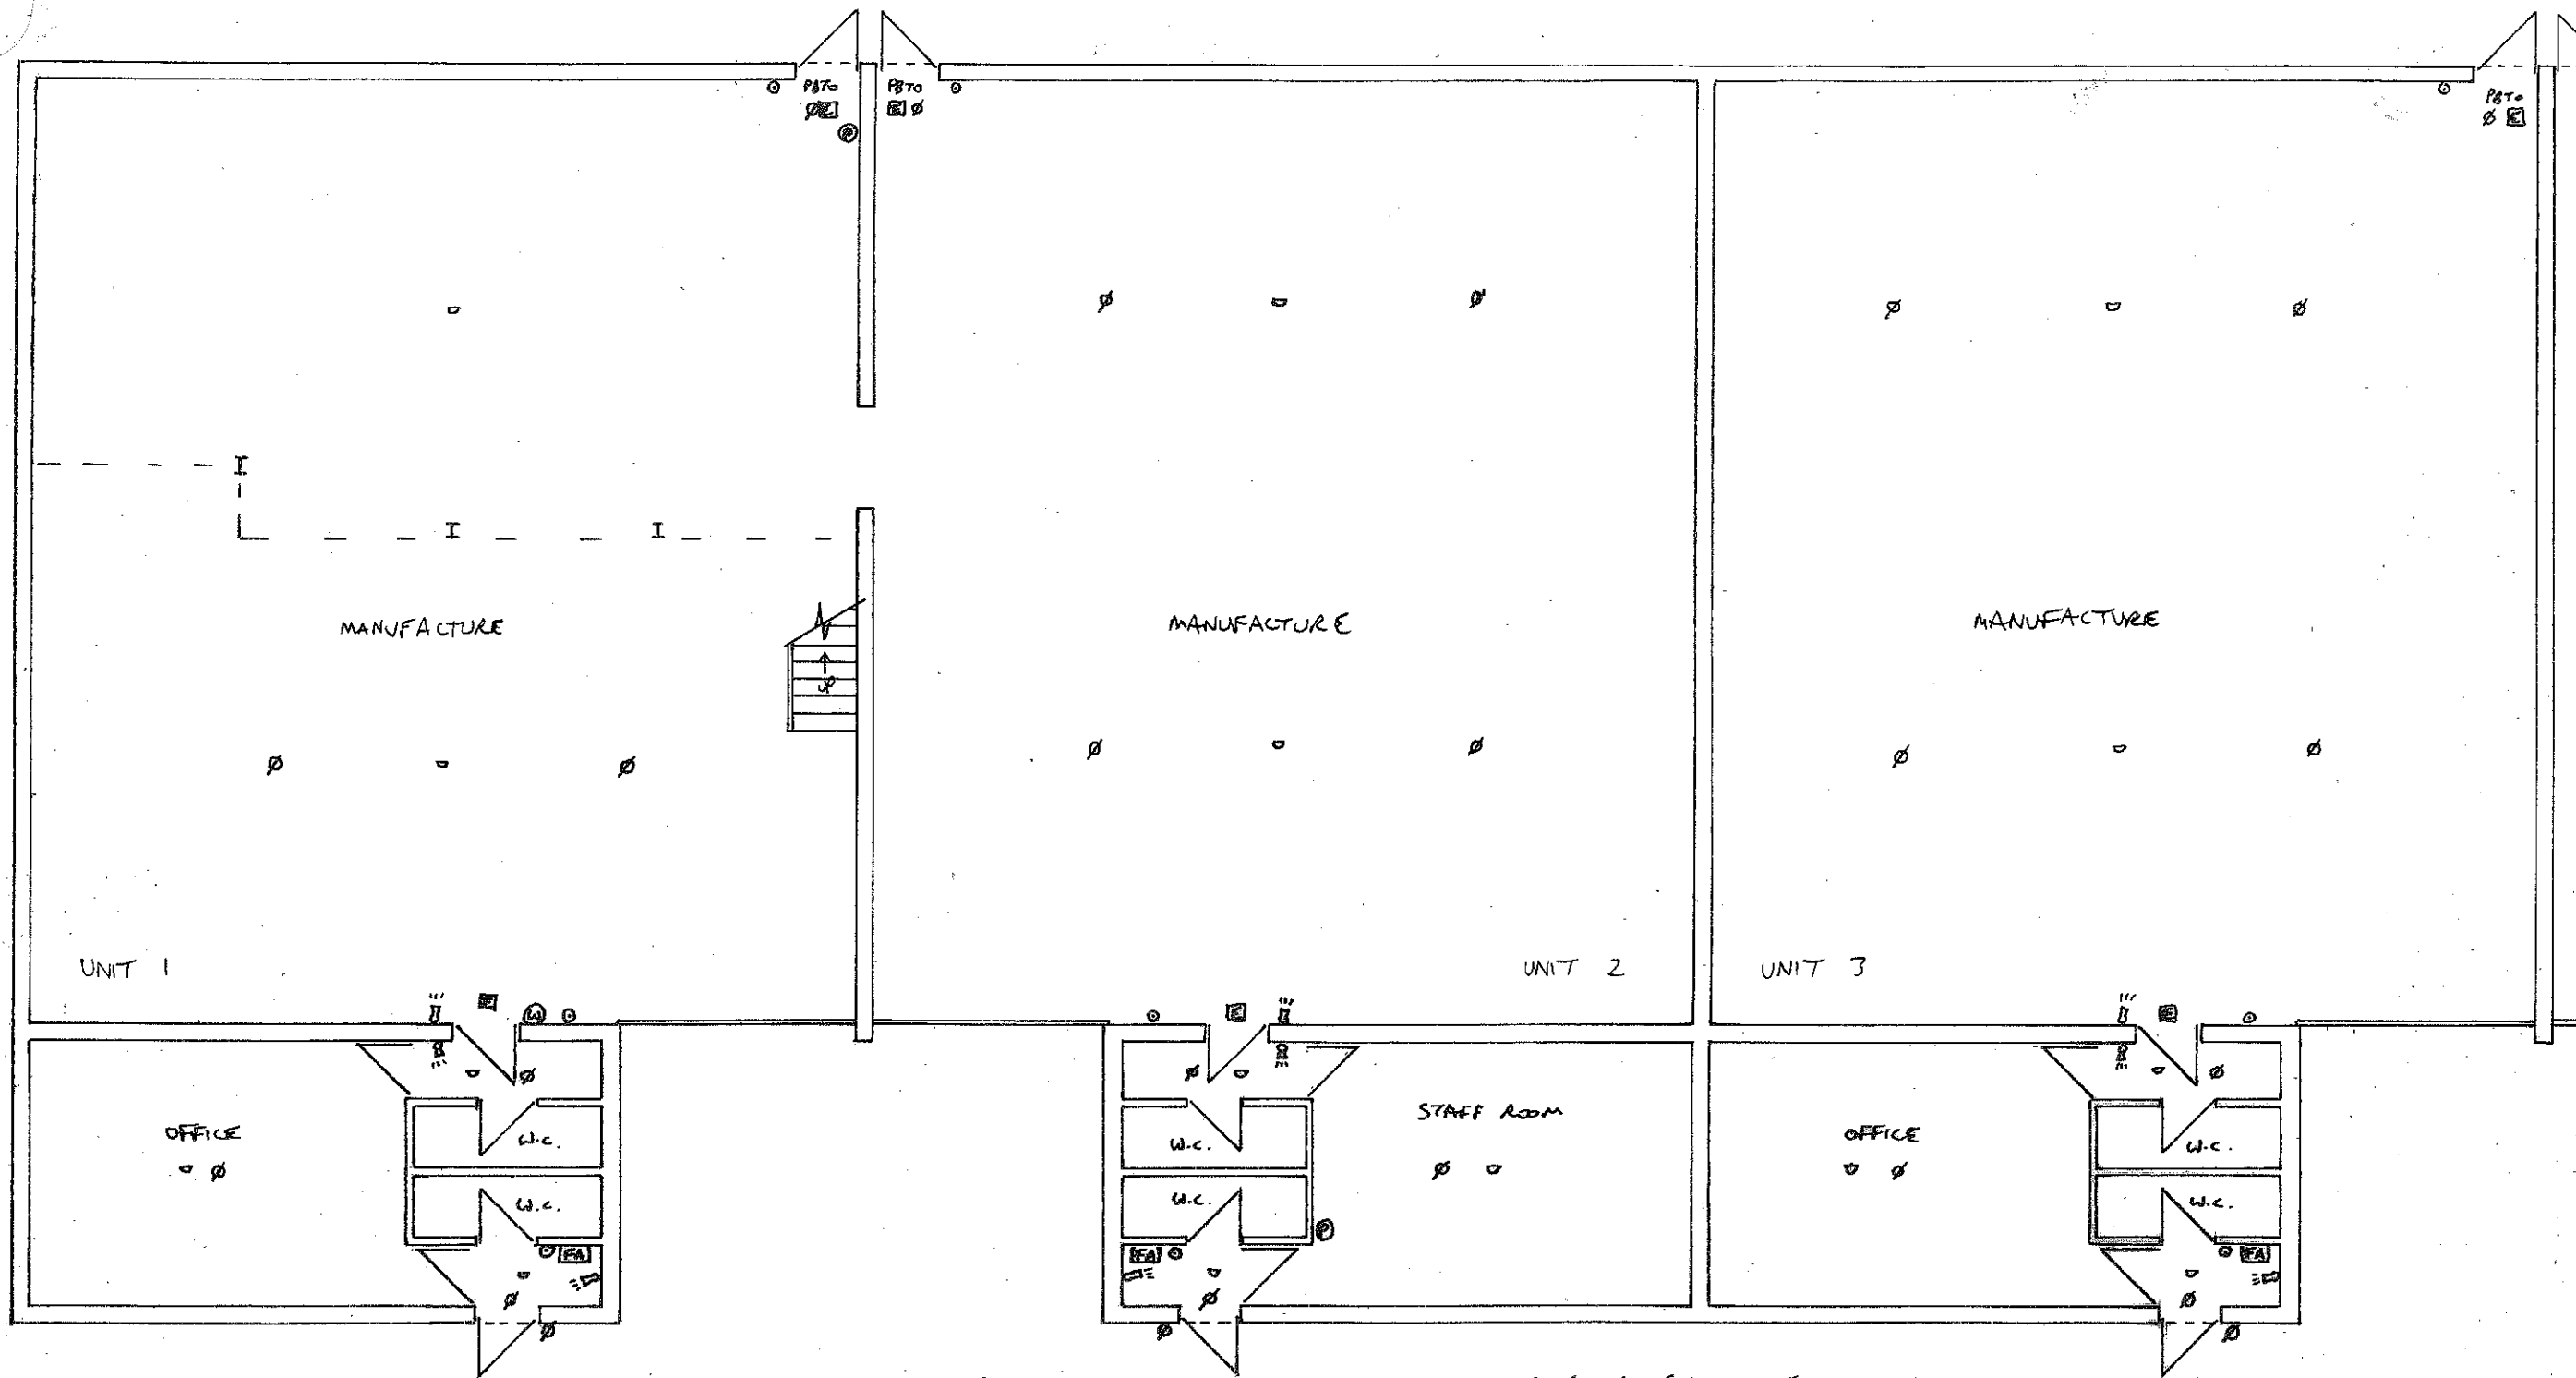 PBTO
E
P
PBTO
E
PBTO
E
MANUFACTURE
UP
MANUFACTURE
MANUFACTURE
UNIT 1
UNIT 2
UNIT 3
E
W
E
E
OFFICE
W.C.
W.C.
FA
W.C.
W.C.
FA
STAFF ROOM
P
OFFICE
W.C.
W.C.
FA